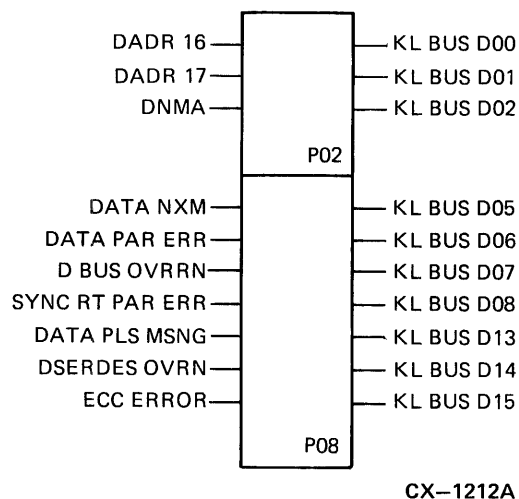 DADR 16 KL BUS D00
DADR 17 KL BUS D01
DNMA KL BUS D02
P02
DATA NXM KL BUS D05
DATA PAR ERR KL BUS D06
D BUS OVRRN KL BUS D07
SYNC RT PAR ERR KL BUS D08
DATA PLS MSNG KL BUS D13
DSERDES OVRN KL BUS D14
ECC ERROR KL BUS D15
P08
CX–1212A